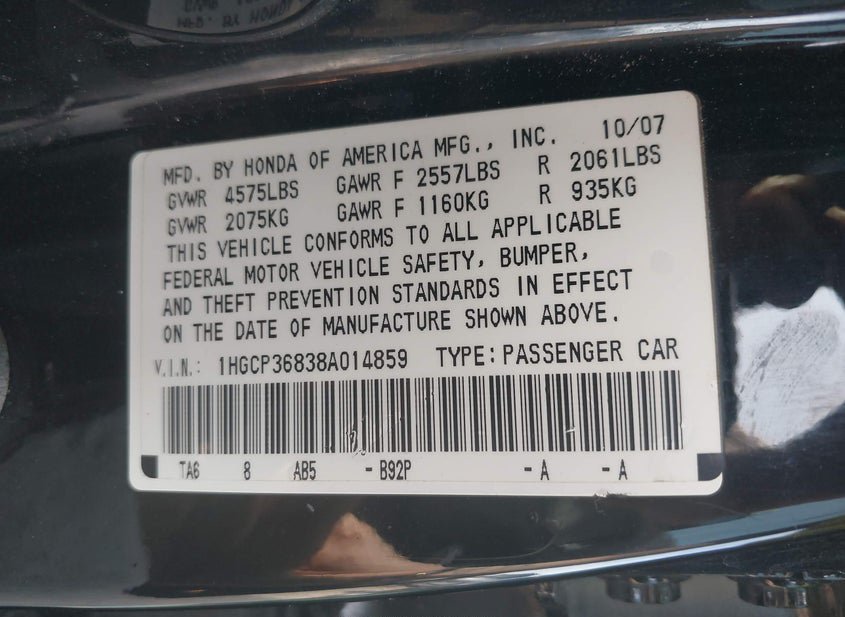 MFD. BY HONDA OF AMERICA MFG., INC. 10/07
GVWR 4575LBS GAWR F 2557LBS R 2061LBS
GVWR 2075KG GAWR F 1160KG R 935KG
THIS VEHICLE CONFORMS TO ALL APPLICABLE
FEDERAL MOTOR VEHICLE SAFETY, BUMPER,
AND THEFT PREVENTION STANDARDS IN EFFECT
ON THE DATE OF MANUFACTURE SHOWN ABOVE.
V.I.N.: 1HGCP36838A014859 TYPE: PASSENGER CAR
TA6 8 AB5 - B92P - A - A